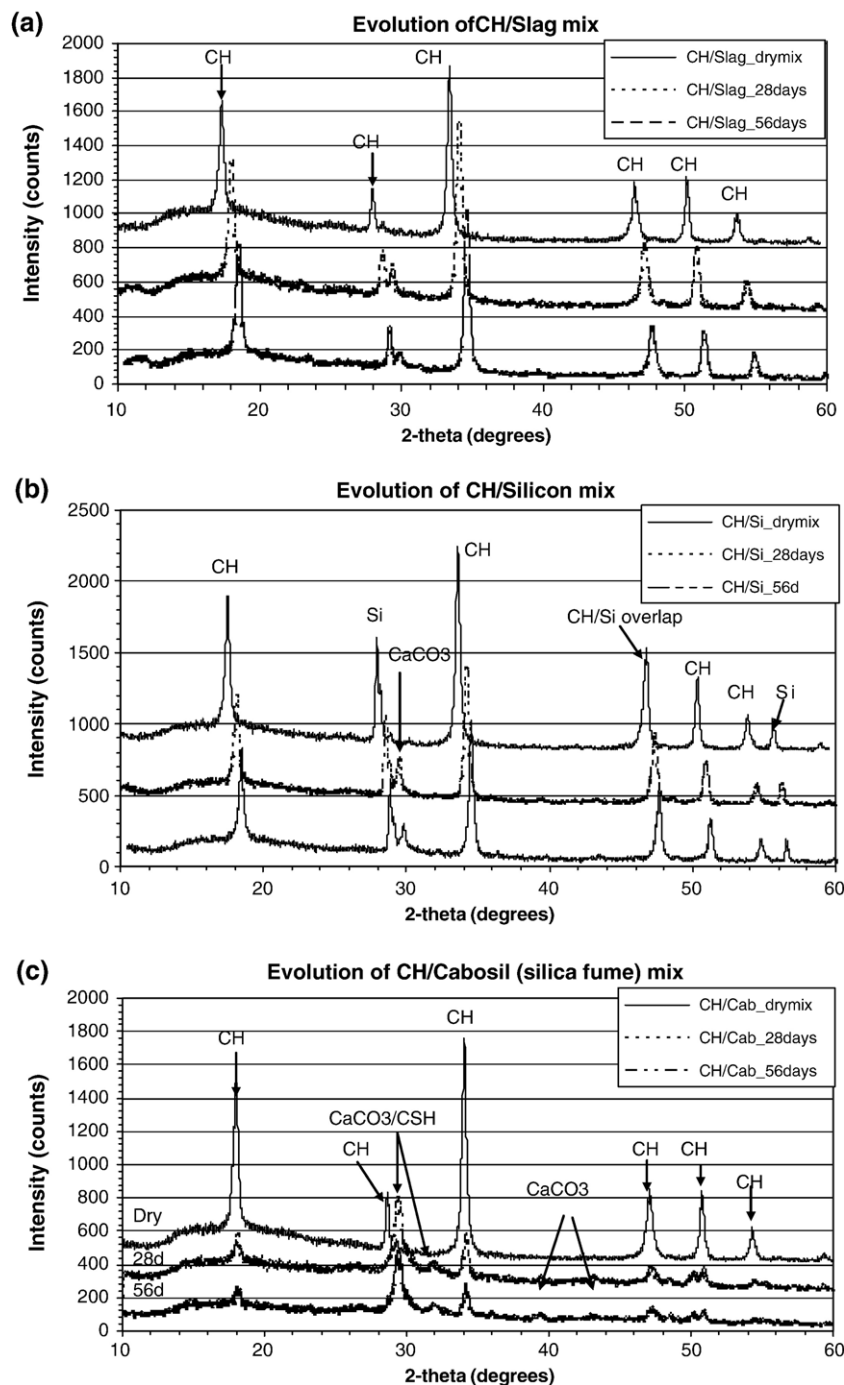 (a)
Evolution ofCH/Slag mix
2000
1800
1600
1400
1200
1000
800
600
400
200
0
Intensity (counts)
CH
CH
CH
CH
CH
CH
CH/Slag_drymix
CH/Slag_28days
CH/Slag_56days
10 20 30 40 50 60
2-theta (degrees)
(b)
Evolution of CH/Silicon mix
2500
2000
1500
1000
500
0
Intensity (counts)
CH
Si
CaCO3
CH
CH/Si overlap
CH
CH
Si
CH/Si_drymix
CH/Si_28days
CH/Si_56d
10 20 30 40 50 60
2-theta (degrees)
(c)
Evolution of CH/Cabosil (silica fume) mix
2000
1800
1600
1400
1200
1000
800
600
400
200
0
Intensity (counts)
CH
CH
CaCO3/CSH
CH
CH
CH
CH
CaCO3
Dry
28d
56d
CH/Cab_drymix
CH/Cab_28days
CH/Cab_56days
10 20 30 40 50 60
2-theta (degrees)